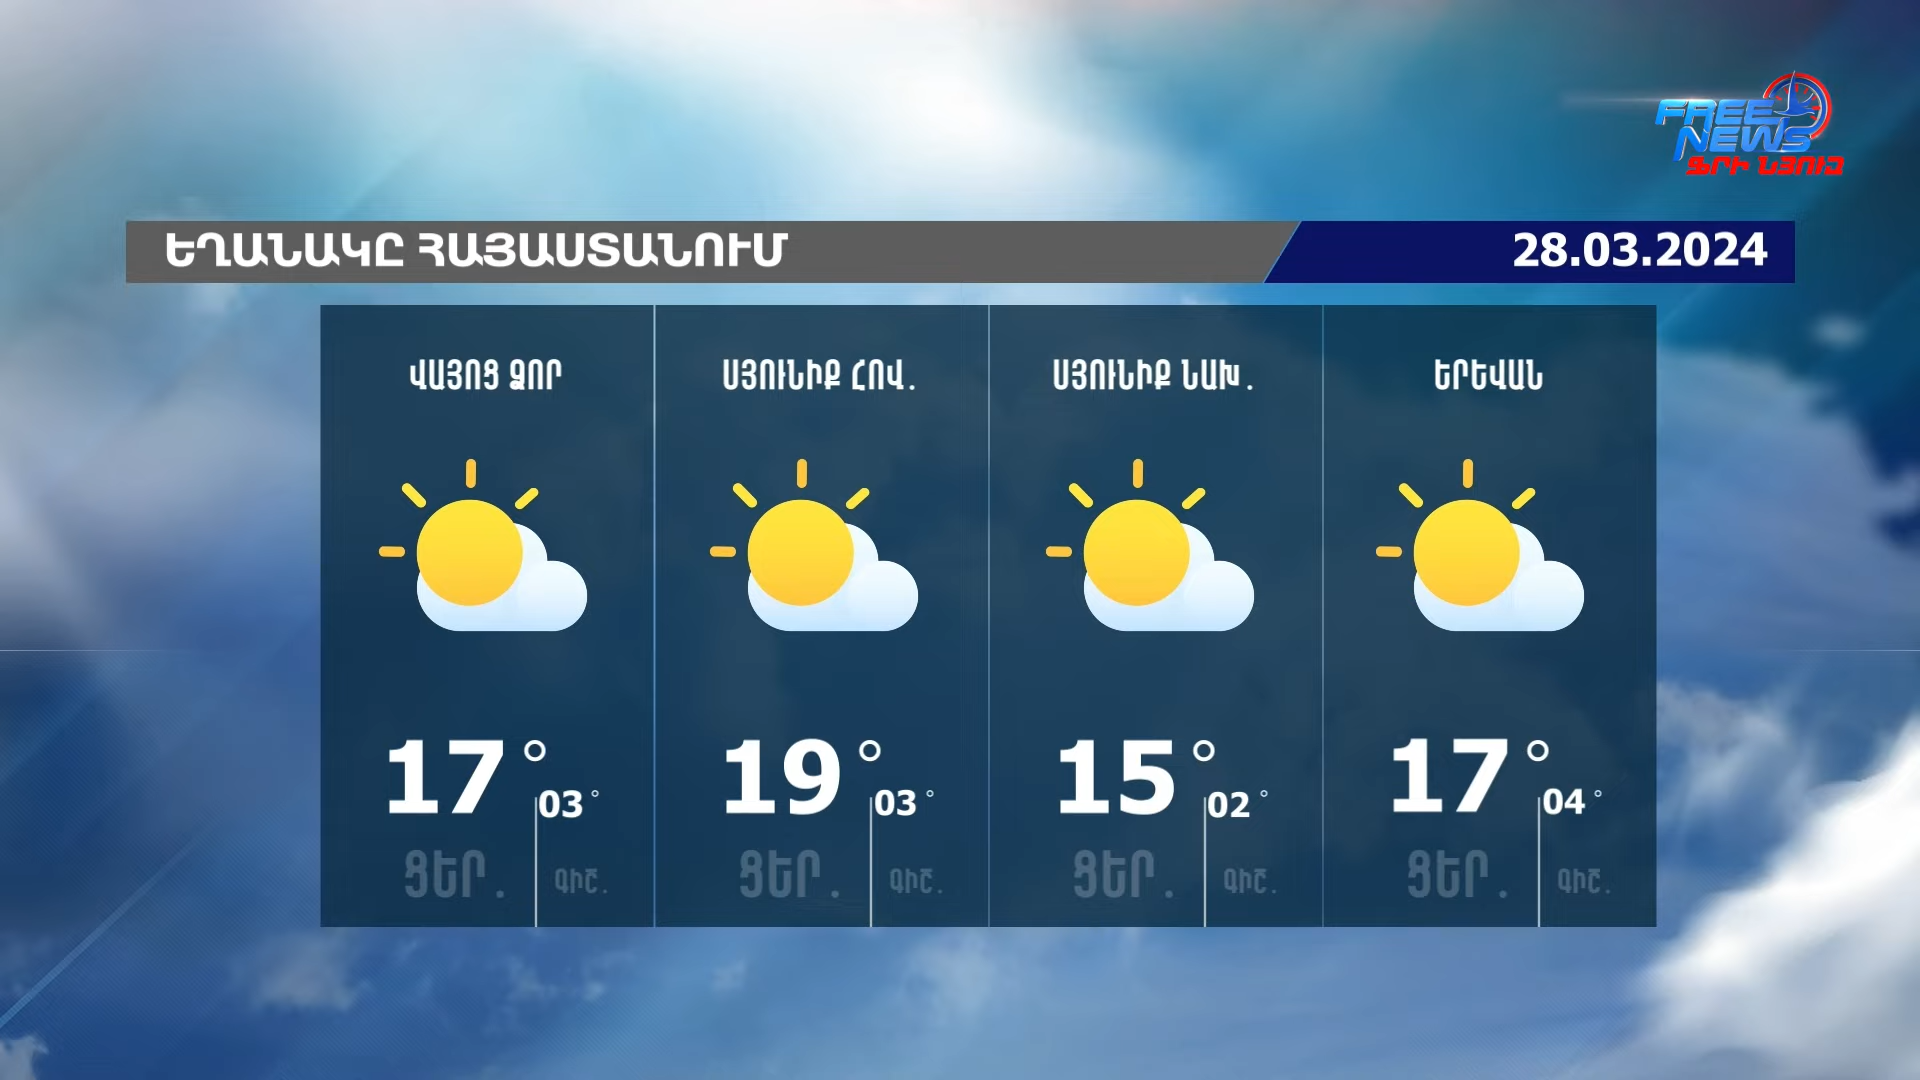 FREE
NEWS
ՖՐԻ ՆՅՈՒԶ
ԵՂԱՆԱԿԸ ՀԱՅԱՍՏԱՆՈՒՄ
28.03.2024
ՎԱՅՈՑ ՁՈՐ
ՍՅՈՒՆԻՔ ՀՈՎ.
ՍՅՈՒՆԻՔ ՆԱԽ.
ԵՐԵՎԱՆ
17° 03°
19° 03°
15° 02°
17° 04°
ՑԵՐ. ԳԻՇ.
ՑԵՐ. ԳԻՇ.
ՑԵՐ. ԳԻՇ.
ՑԵՐ. ԳԻՇ.